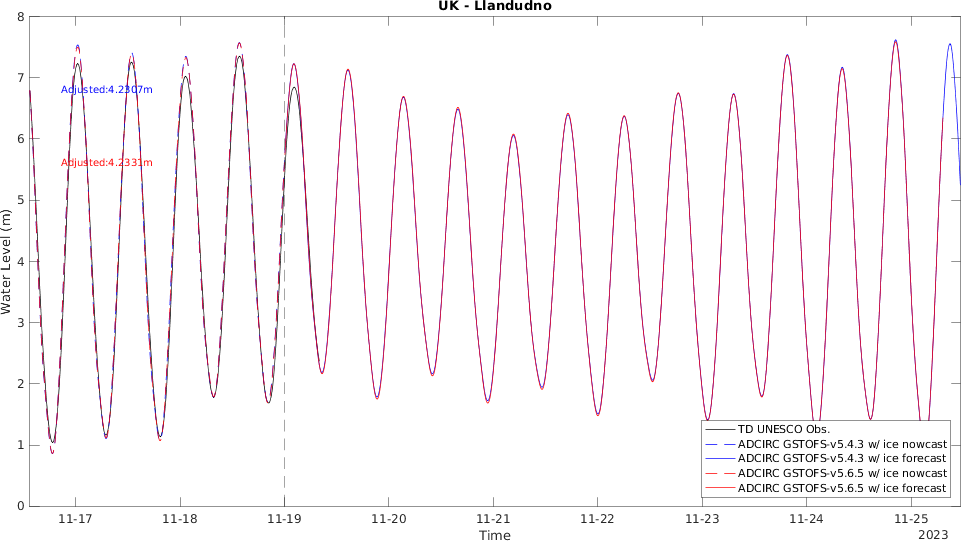 UK - Llandudno
8
7
6
5
4
3
2
1
0
Water Level (m)
Adjusted:4.2307m
Adjusted:4.2331m
TD UNESCO Obs.
ADCIRC GSTOFS-v5.4.3 w/ ice nowcast
ADCIRC GSTOFS-v5.4.3 w/ ice forecast
ADCIRC GSTOFS-v5.6.5 w/ ice nowcast
ADCIRC GSTOFS-v5.6.5 w/ ice forecast
11-17 11-18 11-19 11-20 11-21 11-22 11-23 11-24 11-25
Time
2023